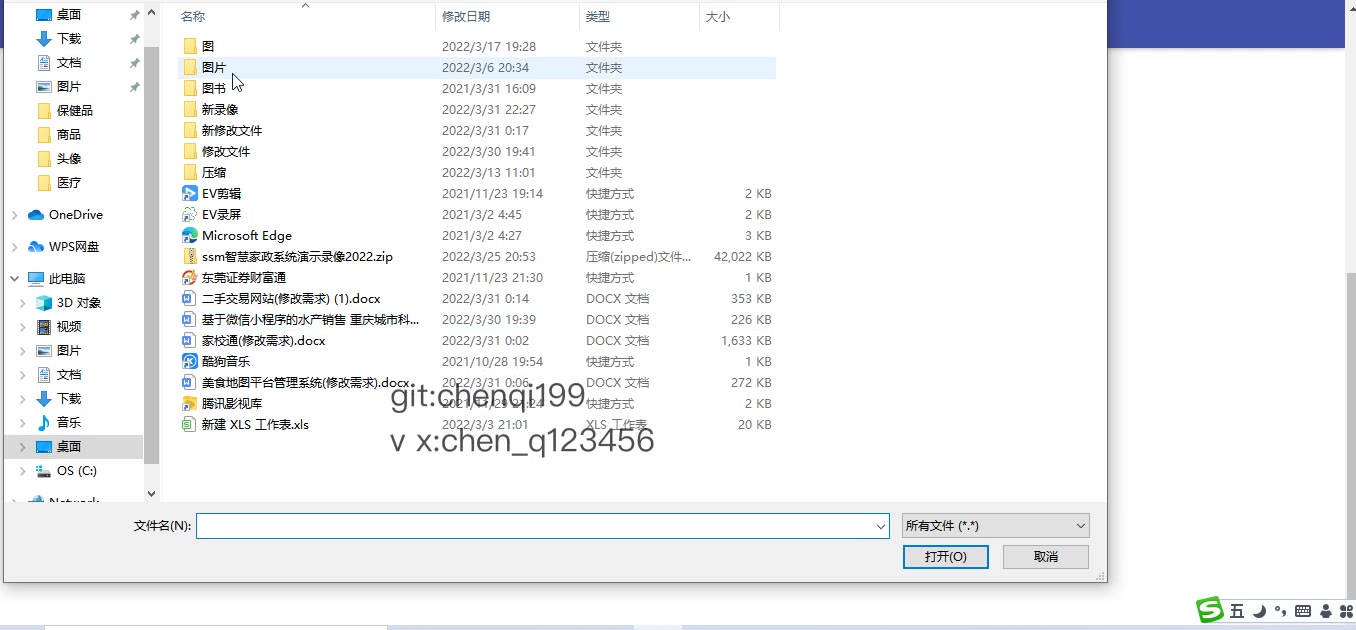 名称 修改日期 类型 大小
桌面
下载
文档
图片
保健品
商品
头像
医疗
OneDrive
WPS网盘
此电脑
3D 对象
视频
图片
文档
下载
音乐
桌面
OS (C:)
Network
图 2022/3/17 19:28 文件夹
图片 2022/3/6 20:34 文件夹
图书 2021/3/31 16:09 文件夹
新录像 2022/3/31 22:27 文件夹
新修改文件 2022/3/31 0:17 文件夹
修改文件 2022/3/30 19:41 文件夹
压缩 2022/3/13 11:01 文件夹
EV剪辑 2021/11/23 19:14 快捷方式 2 KB
EV录屏 2021/3/2 4:45 快捷方式 2 KB
Microsoft Edge 2021/3/2 4:27 快捷方式 3 KB
ssm智慧家政系统演示录像2022.zip 2022/3/25 20:53 压缩(zipped)文件... 42,022 KB
东莞证券财富通 2021/11/23 21:30 快捷方式 1 KB
二手交易网站(修改需求) (1).docx 2022/3/31 0:14 DOCX 文档 353 KB
基于微信小程序的水产销售 重庆城市科... 2022/3/30 19:39 DOCX 文档 226 KB
家校通(修改需求).docx 2022/3/31 0:02 DOCX 文档 1,633 KB
酷狗音乐 2021/10/28 19:54 快捷方式 1 KB
美食地图平台管理系统(修改需求).docx 2022/3/31 0:06 DOCX 文档 272 KB
腾讯影视库 2021/11/29 21:24 快捷方式 2 KB
新建 XLS 工作表.xls 2022/3/3 21:01 XLS 工作表 20 KB
git:chenqi199
v x:chen_q123456
文件名(N): 所有文件 (*.*)
打开(O) 取消
五